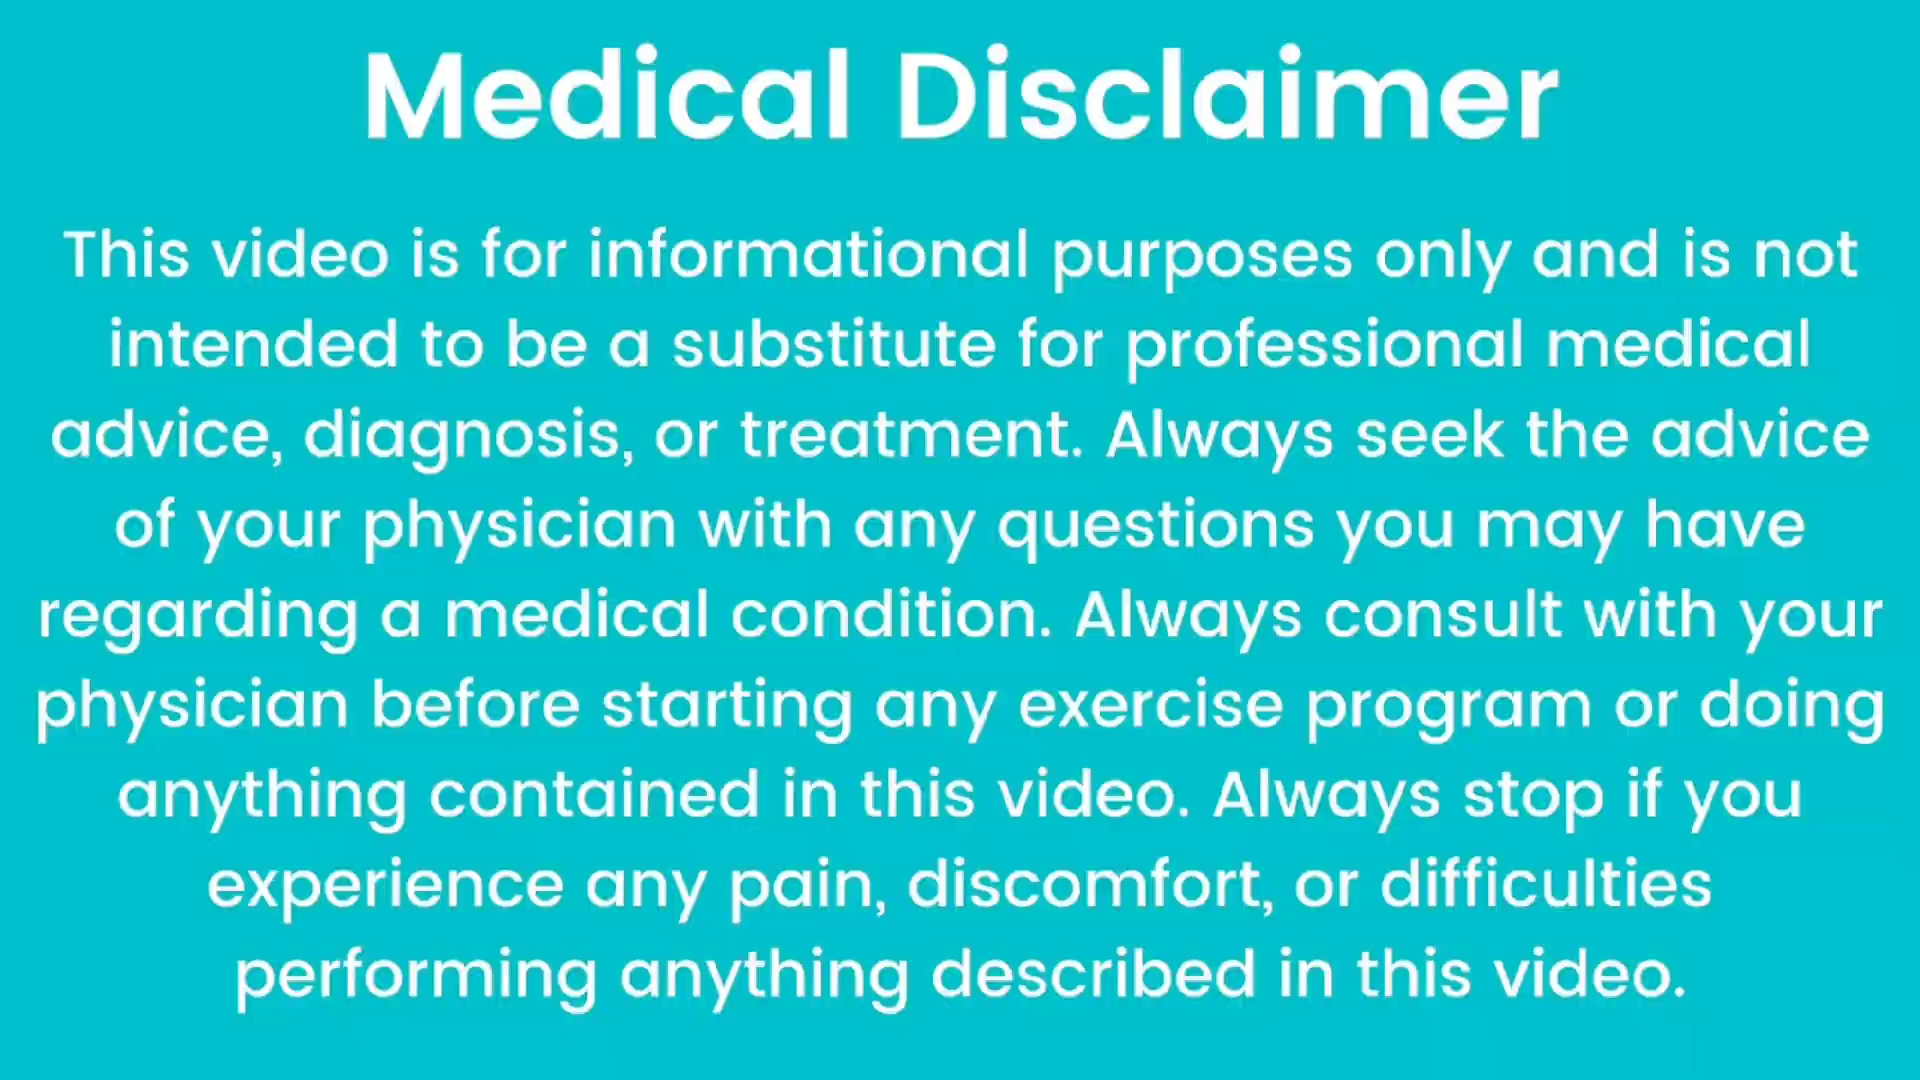 Medical Disclaimer
This video is for informational purposes only and is not
intended to be a substitute for professional medical
advice, diagnosis, or treatment. Always seek the advice
of your physician with any questions you may have
regarding a medical condition. Always consult with your
physician before starting any exercise program or doing
anything contained in this video. Always stop if you
experience any pain, discomfort, or difficulties
performing anything described in this video.